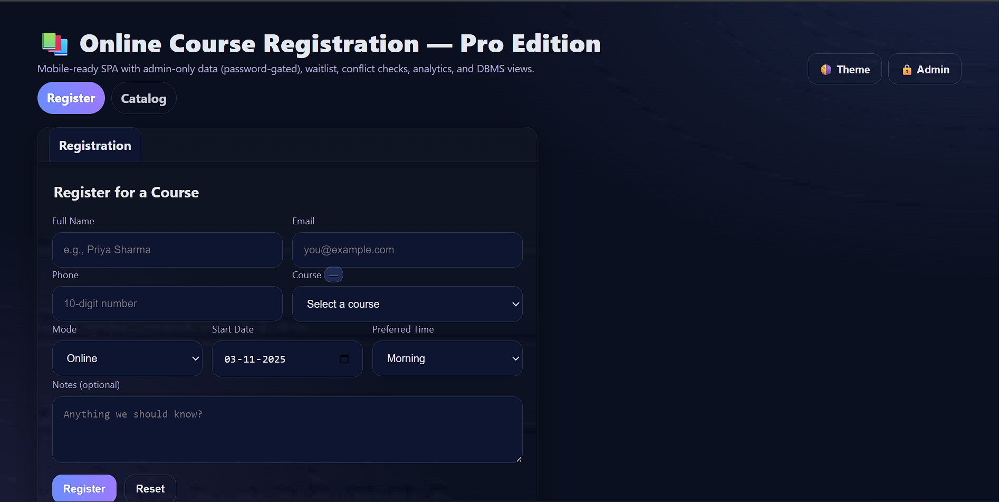 Online Course Registration — Pro Edition
Mobile-ready SPA with admin-only data (password-gated), waitlist, conflict checks, analytics, and DBMS views.
Theme
Admin
Register
Catalog
Registration
Register for a Course
Full Name
Email
e.g., Priya Sharma
you@example.com
Phone
Course —
10-digit number
Select a course
Mode
Start Date
Preferred Time
Online
03-11-2025
Morning
Notes (optional)
Anything we should know?
Register
Reset